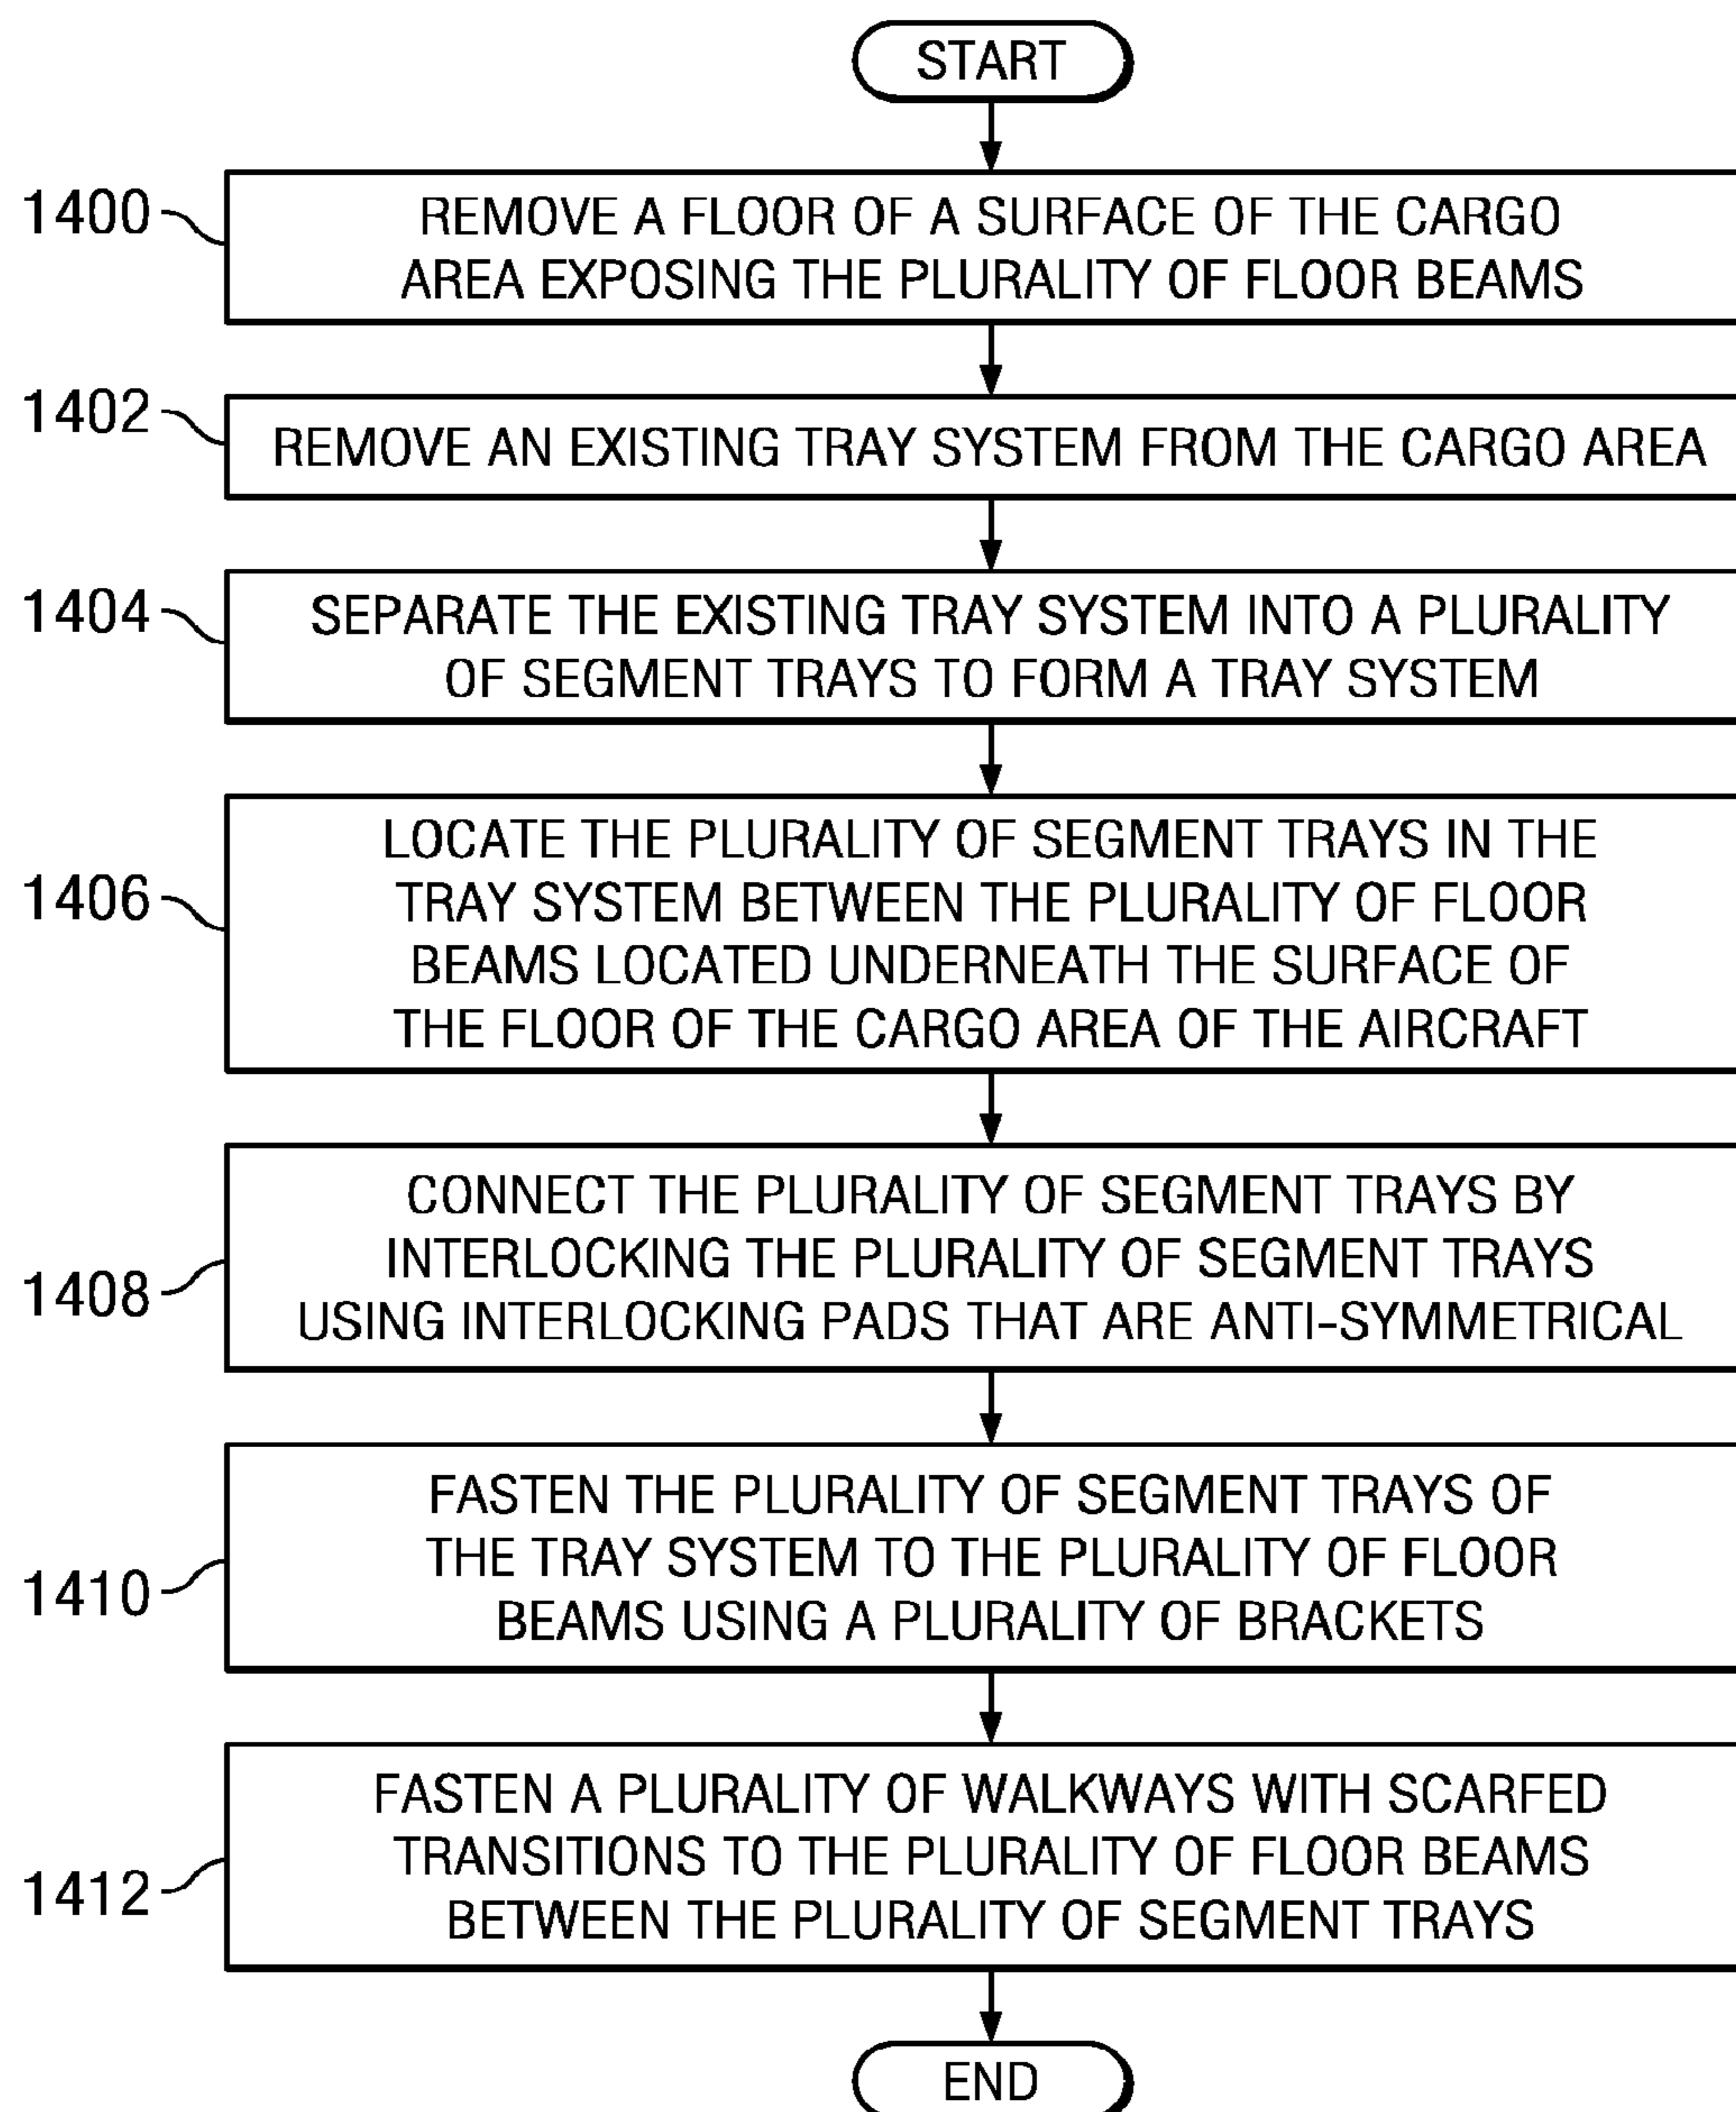 START
1400
REMOVE A FLOOR OF A SURFACE OF THE CARGO
AREA EXPOSING THE PLURALITY OF FLOOR BEAMS
1402
REMOVE AN EXISTING TRAY SYSTEM FROM THE CARGO AREA
1404
SEPARATE THE EXISTING TRAY SYSTEM INTO A PLURALITY
OF SEGMENT TRAYS TO FORM A TRAY SYSTEM
1406
LOCATE THE PLURALITY OF SEGMENT TRAYS IN THE
TRAY SYSTEM BETWEEN THE PLURALITY OF FLOOR
BEAMS LOCATED UNDERNEATH THE SURFACE OF
THE FLOOR OF THE CARGO AREA OF THE AIRCRAFT
1408
CONNECT THE PLURALITY OF SEGMENT TRAYS BY
INTERLOCKING THE PLURALITY OF SEGMENT TRAYS
USING INTERLOCKING PADS THAT ARE ANTI-SYMMETRICAL
1410
FASTEN THE PLURALITY OF SEGMENT TRAYS OF
THE TRAY SYSTEM TO THE PLURALITY OF FLOOR
BEAMS USING A PLURALITY OF BRACKETS
1412
FASTEN A PLURALITY OF WALKWAYS WITH SCARFED
TRANSITIONS TO THE PLURALITY OF FLOOR BEAMS
BETWEEN THE PLURALITY OF SEGMENT TRAYS
END